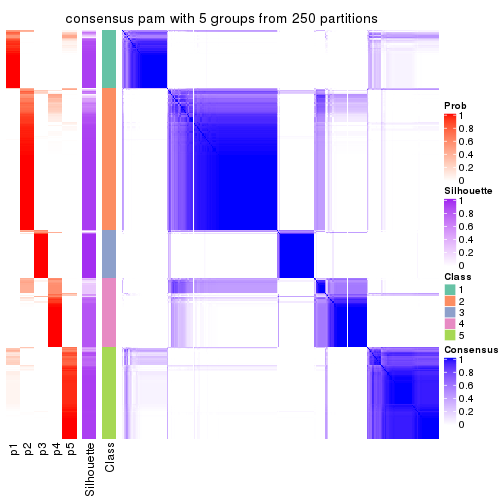 consensus pam with 5 groups from 250 partitions
Prob
1
0.8
0.6
0.4
0.2
0
Silhouette
1
0.8
0.6
0.4
0.2
0
Class
1
2
3
4
5
Consensus
1
0.8
0.6
0.4
0.2
0
p1
p2
p3
p4
p5
Silhouette
Class